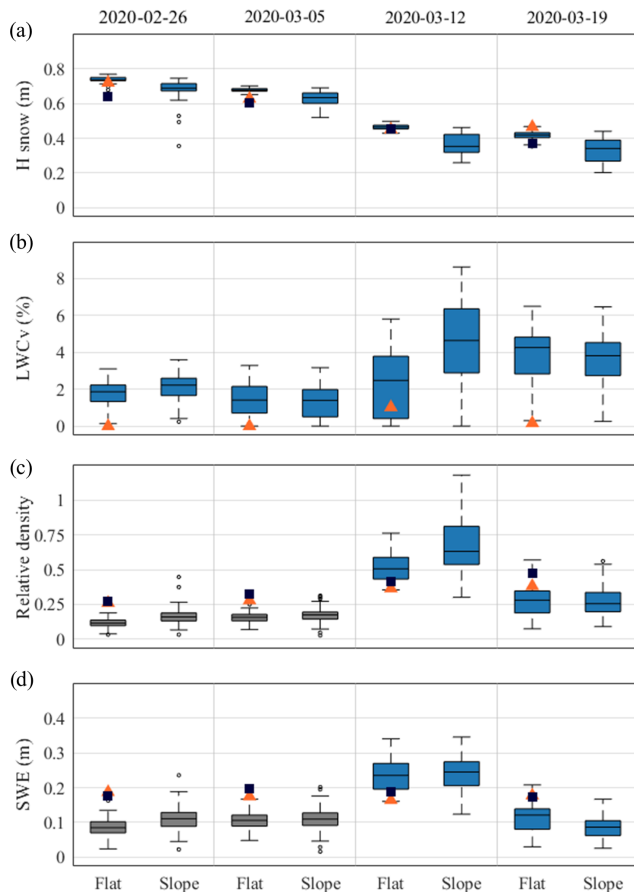 2020-02-26 2020-03-05 2020-03-12 2020-03-19
(a)
H snow (m)
0.8
0.6
0.4
0.2
0
(b)
LWCv (%)
8
6
4
2
0
(c)
Relative density
1
0.75
0.5
0.25
0
(d)
SWE (m)
0.4
0.3
0.2
0.1
0
Flat Slope Flat Slope Flat Slope Flat Slope